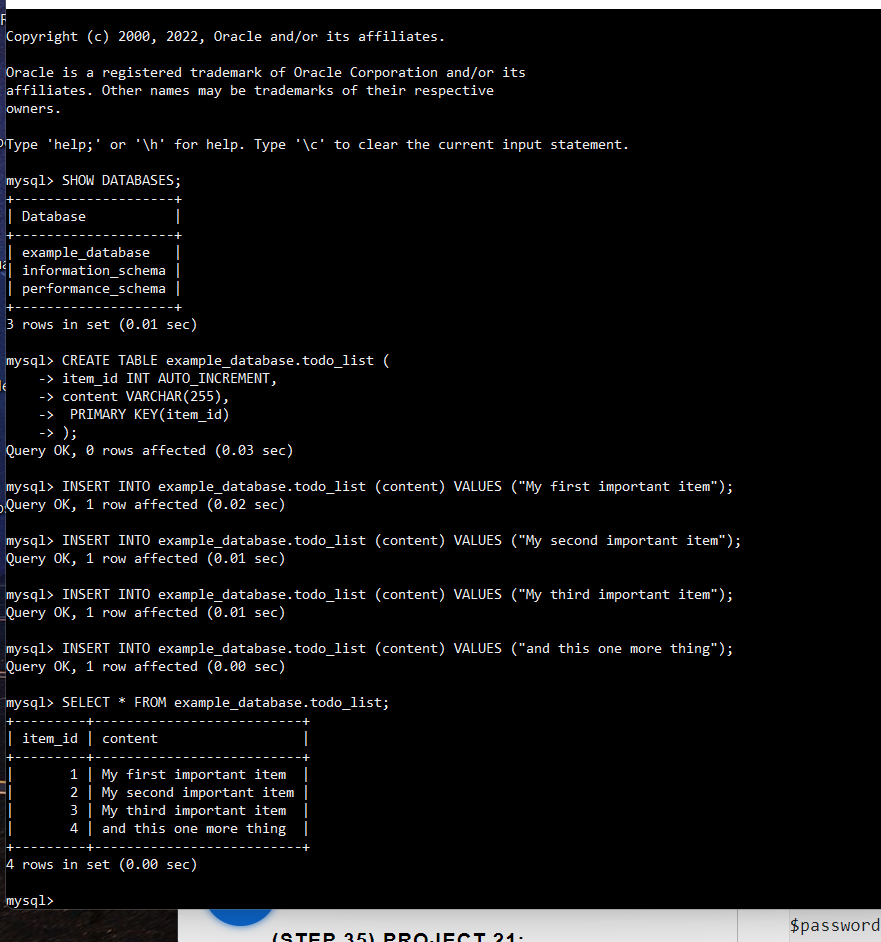 Copyright (c) 2000, 2022, Oracle and/or its affiliates.
Oracle is a registered trademark of Oracle Corporation and/or its
affiliates. Other names may be trademarks of their respective
owners.
Type 'help;' or '\h' for help. Type '\c' to clear the current input statement.
mysql> SHOW DATABASES;
+--------------------+
| Database           |
+--------------------+
| example_database   |
| information_schema |
| performance_schema |
+--------------------+
3 rows in set (0.01 sec)
mysql> CREATE TABLE example_database.todo_list (
    -> item_id INT AUTO_INCREMENT,
    -> content VARCHAR(255),
    ->  PRIMARY KEY(item_id)
    -> );
Query OK, 0 rows affected (0.03 sec)
mysql> INSERT INTO example_database.todo_list (content) VALUES ("My first important item");
Query OK, 1 row affected (0.02 sec)
mysql> INSERT INTO example_database.todo_list (content) VALUES ("My second important item");
Query OK, 1 row affected (0.01 sec)
mysql> INSERT INTO example_database.todo_list (content) VALUES ("My third important item");
Query OK, 1 row affected (0.01 sec)
mysql> INSERT INTO example_database.todo_list (content) VALUES ("and this one more thing");
Query OK, 1 row affected (0.00 sec)
mysql> SELECT * FROM example_database.todo_list;
+---------+--------------------------+
| item_id | content                  |
+---------+--------------------------+
|       1 | My first important item  |
|       2 | My second important item |
|       3 | My third important item  |
|       4 | and this one more thing  |
+---------+--------------------------+
4 rows in set (0.00 sec)
mysql>
$password
(STEP 35) PROJECT 21: